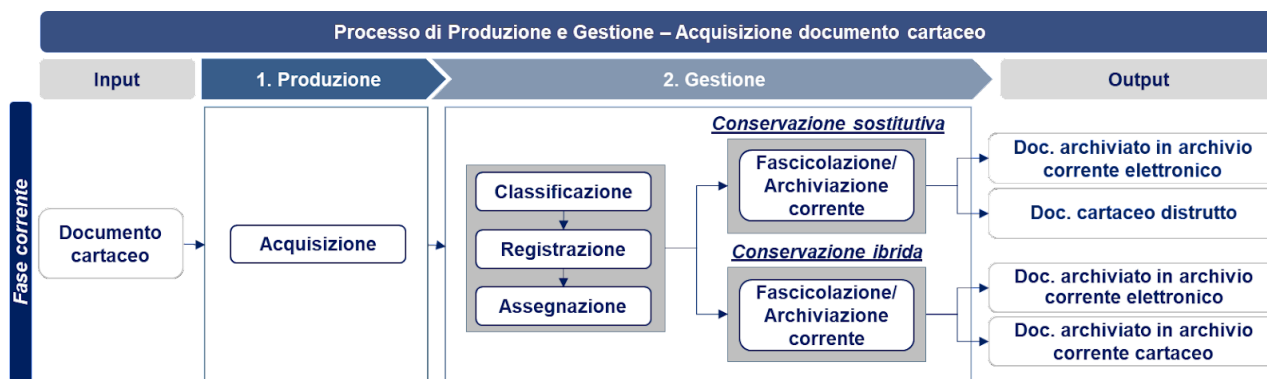 Processo di Produzione e Gestione – Acquisizione documento cartaceo
Input
1. Produzione
2. Gestione
Output
Fase corrente
Documento
cartaceo
Acquisizione
Classificazione
Registrazione
Assegnazione
Conservazione sostitutiva
Fascicolazione/
Archiviazione
corrente
Conservazione ibrida
Fascicolazione/
Archiviazione
corrente
Doc. archiviato in archivio
corrente elettronico
Doc. cartaceo distrutto
Doc. archiviato in archivio
corrente elettronico
Doc. archiviato in archivio
corrente cartaceo